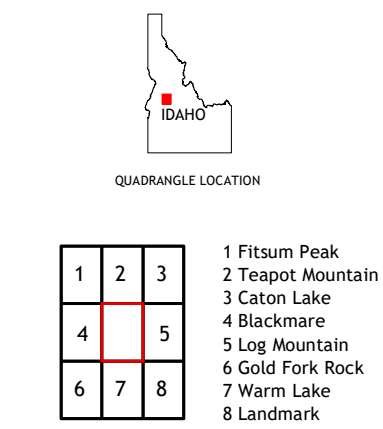 IDAHO
QUADRANGLE LOCATION
1 2 3
4 5
6 7 8
1 Fitsum Peak
2 Teapot Mountain
3 Caton Lake
4 Blackmare
5 Log Mountain
6 Gold Fork Rock
7 Warm Lake
8 Landmark